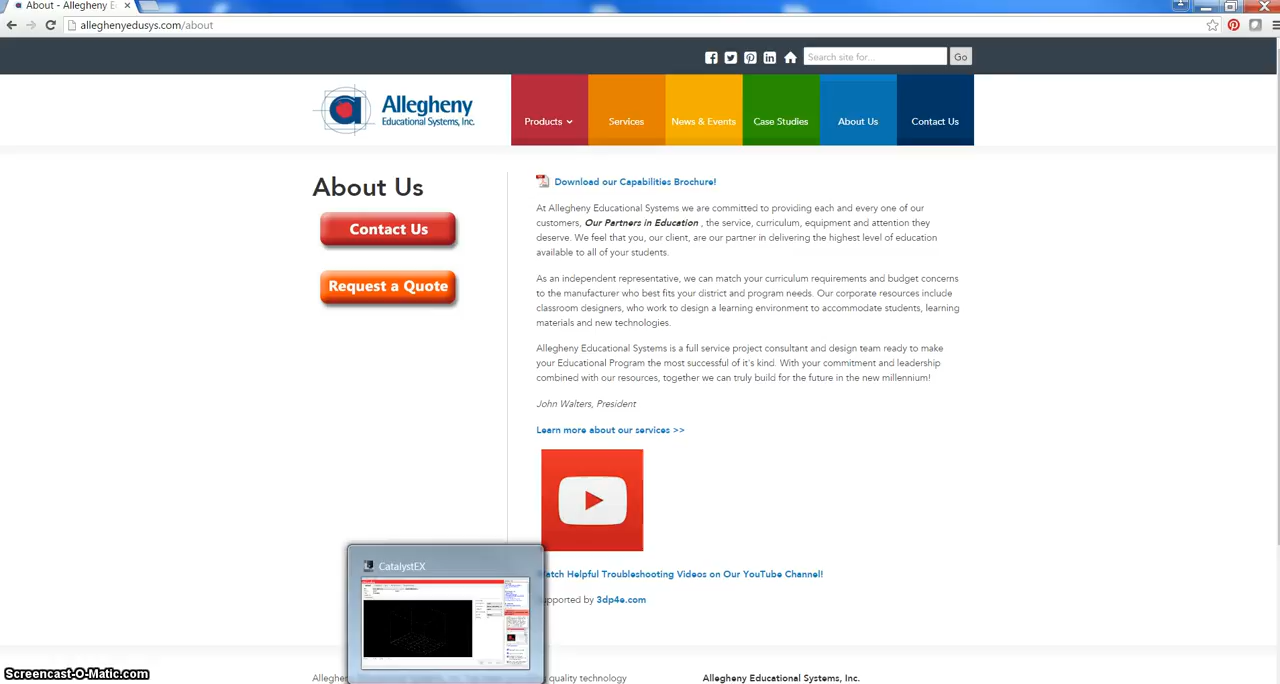 About - Allegheny E
alleghenyedusys.com/about
Search site for...
Go
Allegheny
Educational Systems, Inc.
Products
Services
News & Events
Case Studies
About Us
Contact Us
About Us
Contact Us
Request a Quote
Download our Capabilities Brochure!
At Allegheny Educational Systems we are committed to providing each and every one of our
customers, Our Partners in Education , the service, curriculum, equipment and attention they
deserve. We feel that you, our client, are our partner in delivering the highest level of education
available to all of your students.
As an independent representative, we can match your curriculum requirements and budget concerns
to the manufacturer who best fits your district and program needs. Our corporate resources include
classroom designers, who work to design a learning environment to accommodate students, learning
materials and new technologies.
Allegheny Educational Systems is a full service project consultant and design team ready to make
your Educational Program the most successful of it's kind. With your commitment and leadership
combined with our resources, together we can truly build for the future in the new millennium!
John Walters, President
Learn more about our services >>
CatalystEX
Watch Helpful Troubleshooting Videos on Our YouTube Channel!
upported by 3dp4e.com
Screencast-O-Matic.com
quality technology
Allegheny Educational Systems, Inc.